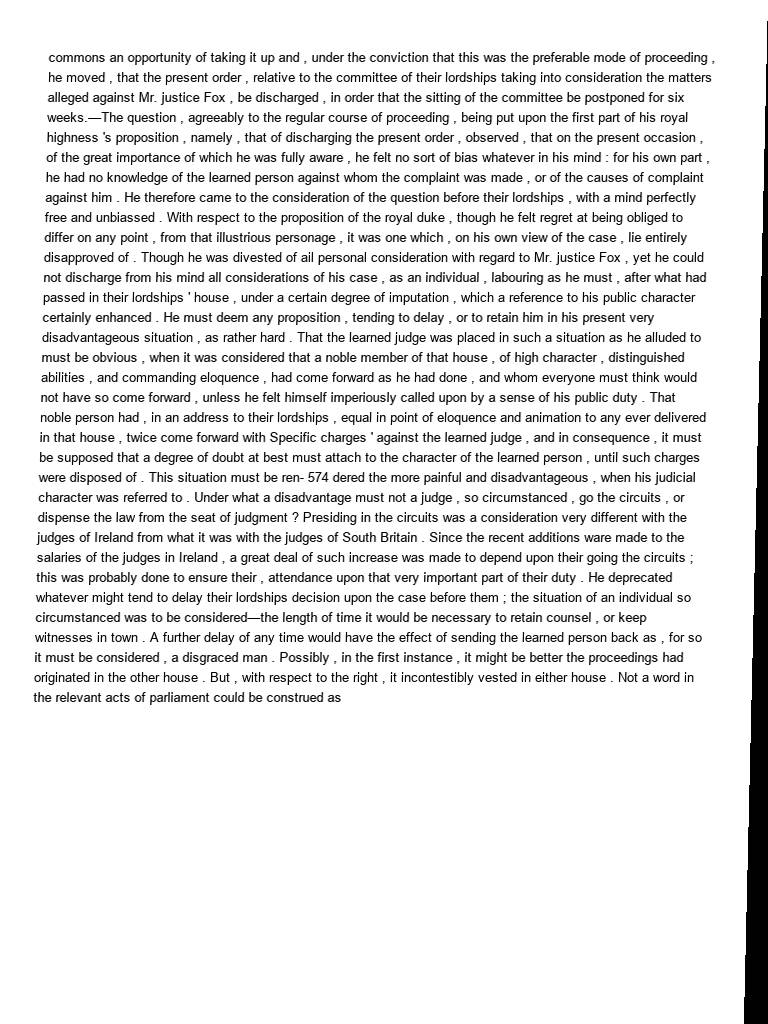 commons an opportunity of taking it up and , under the conviction that this was the preferable mode of proceeding ,
he moved , that the present order , relative to the committee of their lordships taking into consideration the matters
alleged against Mr. justice Fox , be discharged , in order that the sitting of the committee be postponed for six
weeks.—The question , agreeably to the regular course of proceeding , being put upon the first part of his royal
highness 's proposition , namely , that of discharging the present order , observed , that on the present occasion ,
of the great importance of which he was fully aware , he felt no sort of bias whatever in his mind : for his own part ,
he had no knowledge of the learned person against whom the complaint was made , or of the causes of complaint
against him . He therefore came to the consideration of the question before their lordships , with a mind perfectly
free and unbiassed . With respect to the proposition of the royal duke , though he felt regret at being obliged to
differ on any point , from that illustrious personage , it was one which , on his own view of the case , lie entirely
disapproved of . Though he was divested of ail personal consideration with regard to Mr. justice Fox , yet he could
not discharge from his mind all considerations of his case , as an individual , labouring as he must , after what had
passed in their lordships ' house , under a certain degree of imputation , which a reference to his public character
certainly enhanced . He must deem any proposition , tending to delay , or to retain him in his present very
disadvantageous situation , as rather hard . That the learned judge was placed in such a situation as he alluded to
must be obvious , when it was considered that a noble member of that house , of high character , distinguished
abilities , and commanding eloquence , had come forward as he had done , and whom everyone must think would
not have so come forward , unless he felt himself imperiously called upon by a sense of his public duty . That
noble person had , in an address to their lordships , equal in point of eloquence and animation to any ever delivered
in that house , twice come forward with Specific charges ' against the learned judge , and in consequence , it must
be supposed that a degree of doubt at best must attach to the character of the learned person , until such charges
were disposed of . This situation must be ren- 574 dered the more painful and disadvantageous , when his judicial
character was referred to . Under what a disadvantage must not a judge , so circumstanced , go the circuits , or
dispense the law from the seat of judgment ? Presiding in the circuits was a consideration very different with the
judges of Ireland from what it was with the judges of South Britain . Since the recent additions ware made to the
salaries of the judges in Ireland , a great deal of such increase was made to depend upon their going the circuits ;
this was probably done to ensure their , attendance upon that very important part of their duty . He deprecated
whatever might tend to delay their lordships decision upon the case before them ; the situation of an individual so
circumstanced was to be considered—the length of time it would be necessary to retain counsel , or keep
witnesses in town . A further delay of any time would have the effect of sending the learned person back as , for so
it must be considered , a disgraced man . Possibly , in the first instance , it might be better the proceedings had
originated in the other house . But , with respect to the right , it incontestibly vested in either house . Not a word in
the relevant acts of parliament could be construed as